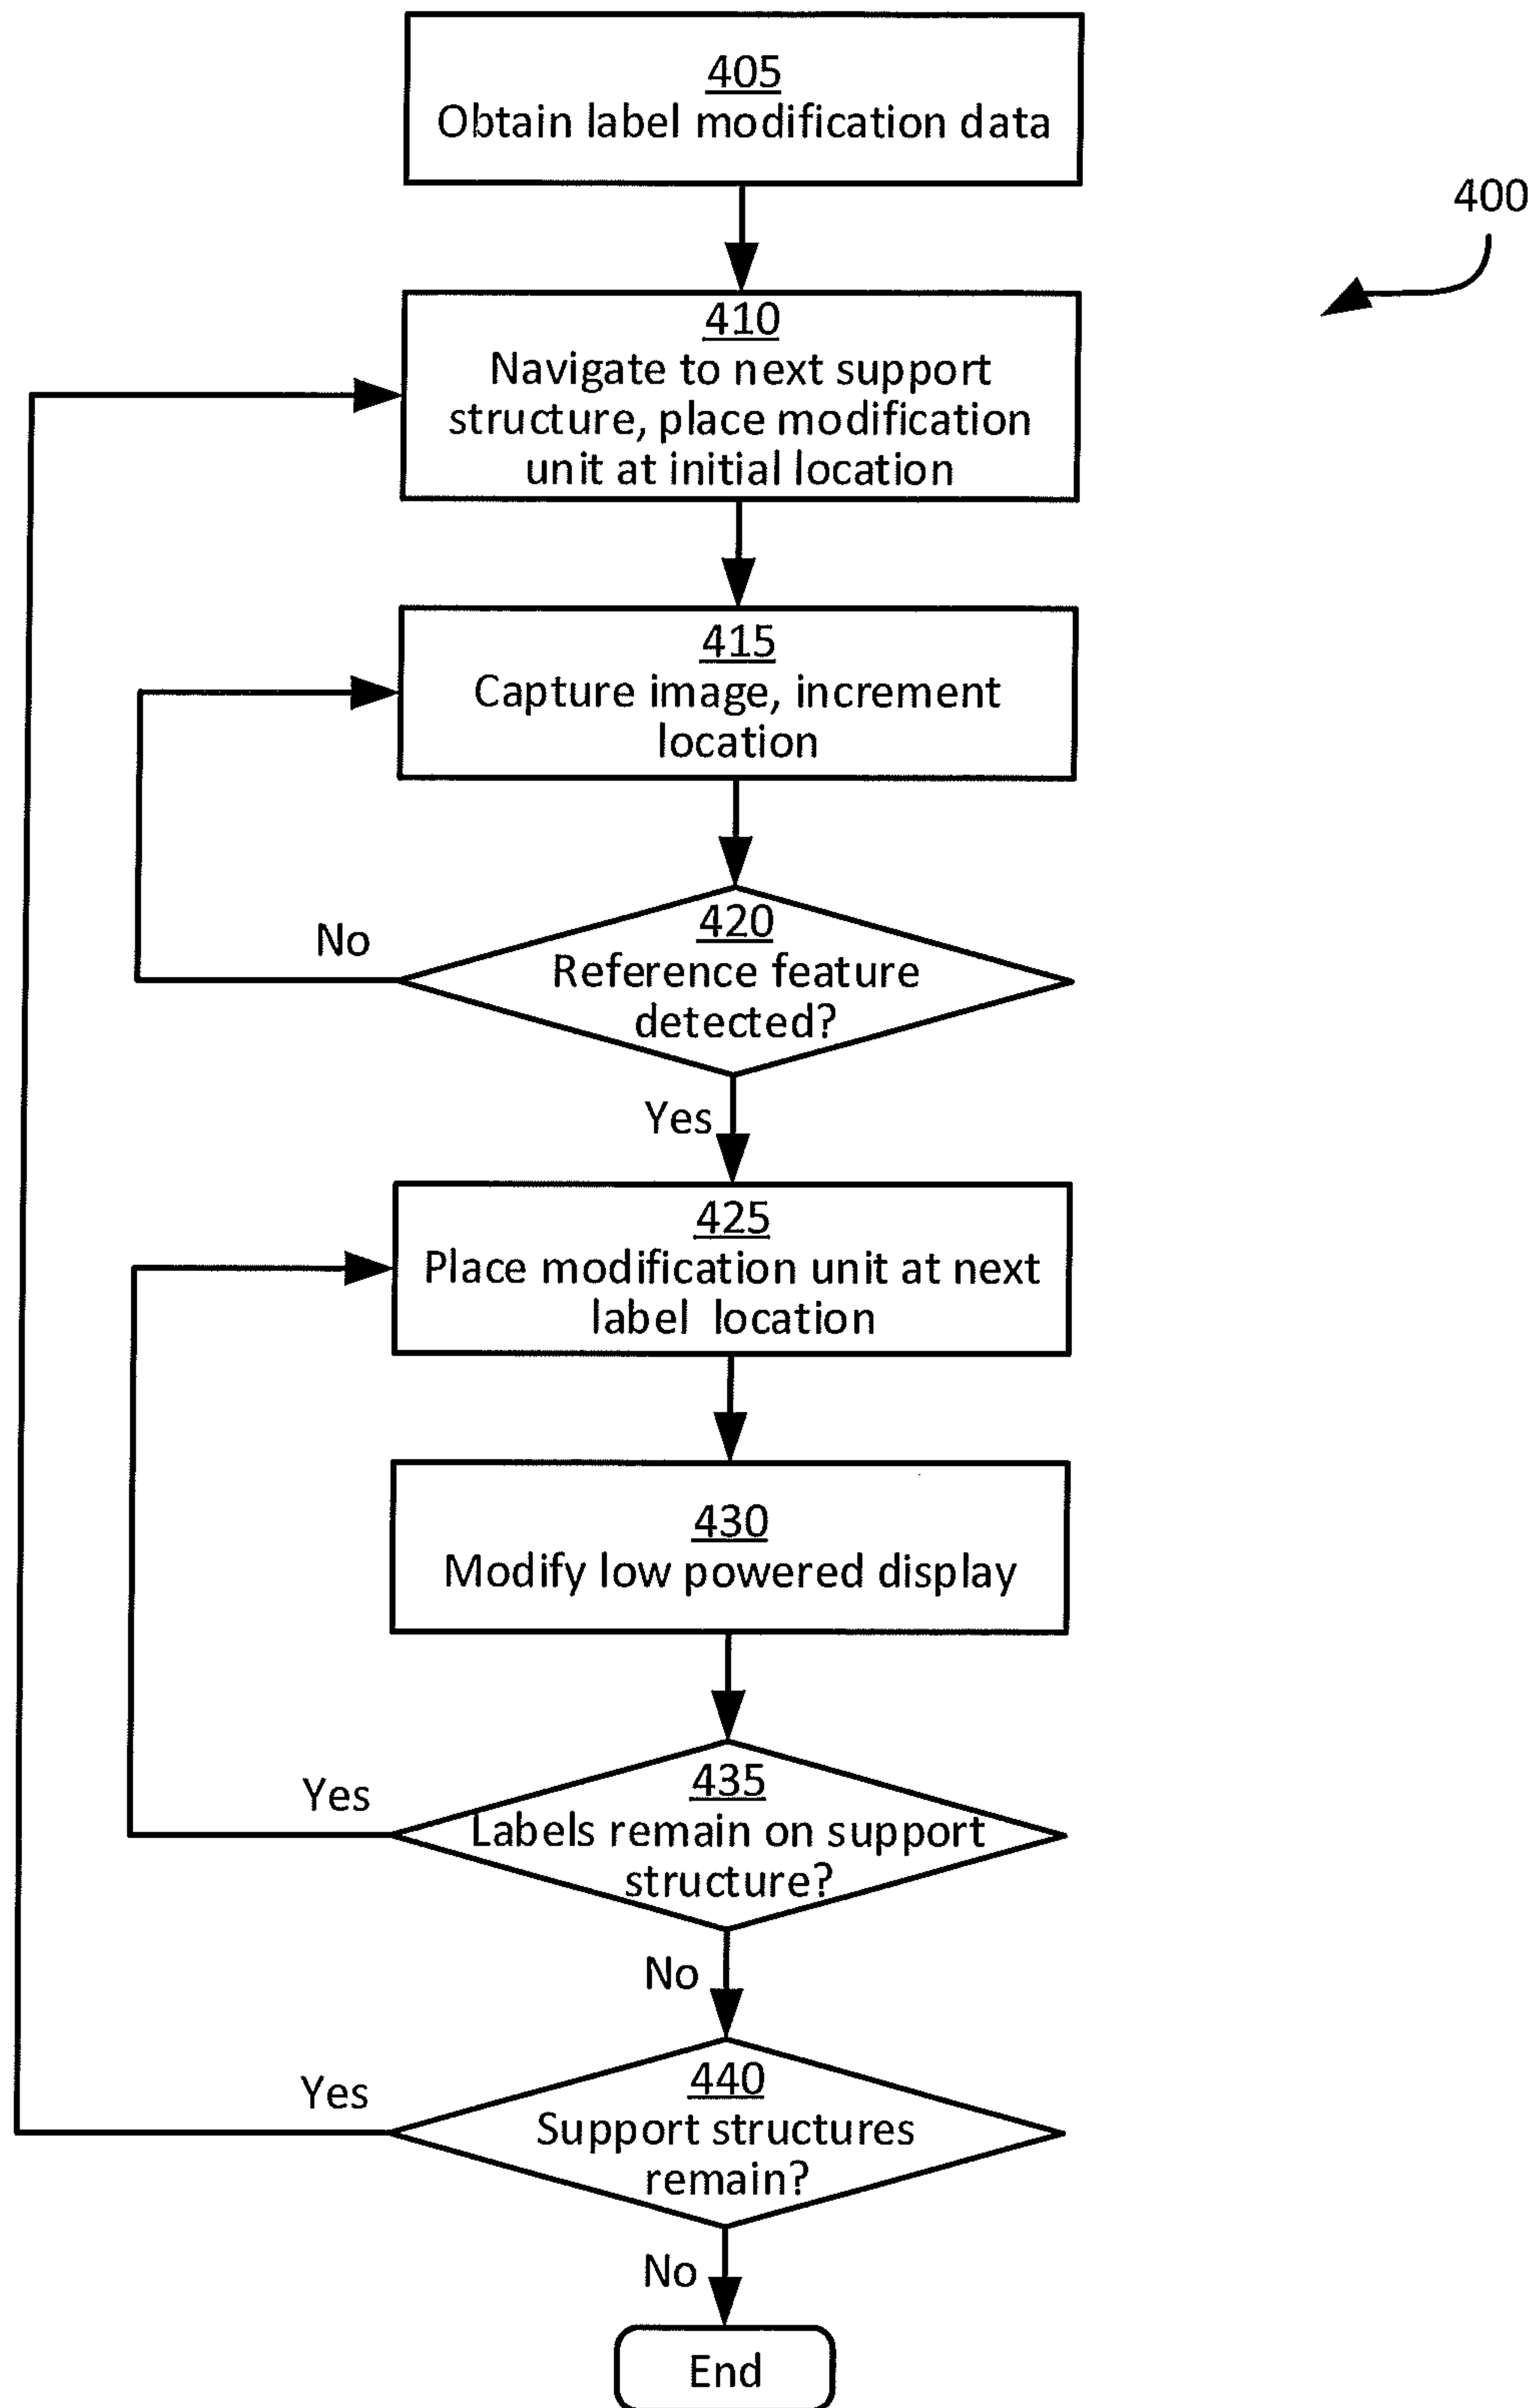 405
Obtain label modification data
400
410
Navigate to next support
structure, place modification
unit at initial location
415
Capture image, increment
location
420
Reference feature
detected?
No
Yes
425
Place modification unit at next
label location
430
Modify low powered display
435
Labels remain on support
structure?
Yes
No
440
Support structures
remain?
Yes
No
End